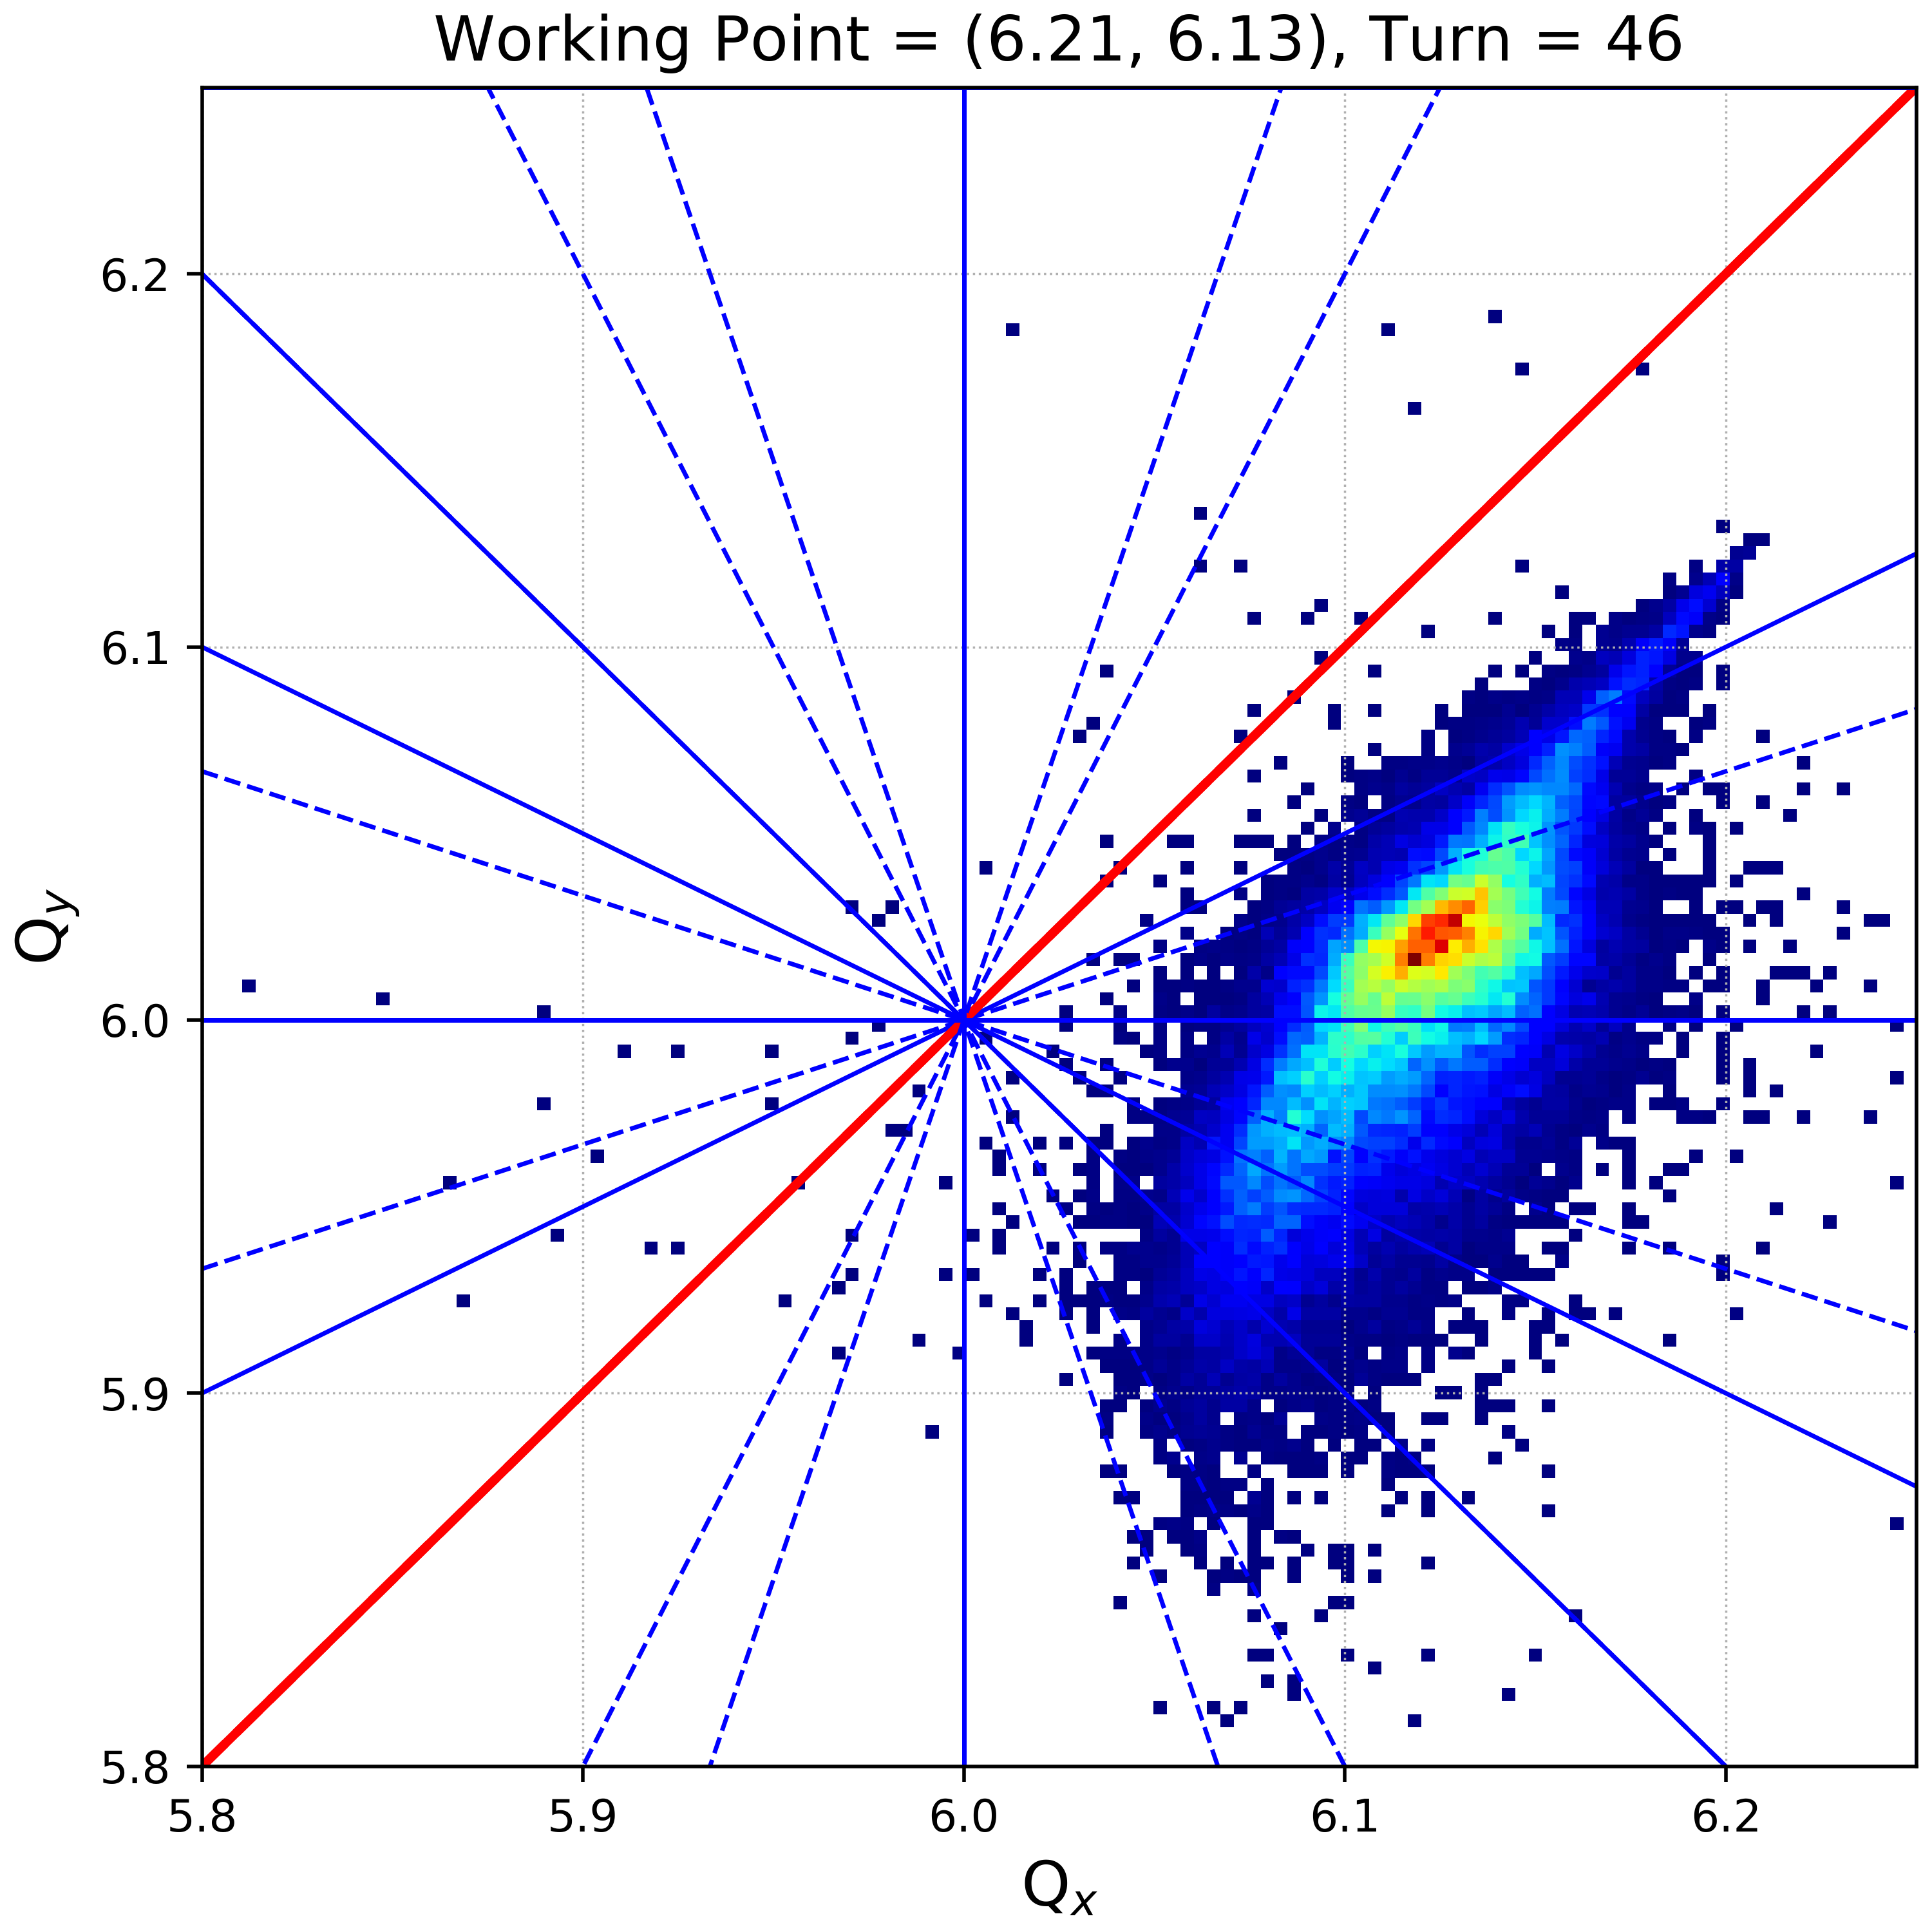 Working Point = (6.21, 6.13), Turn = 46
6.2
6.1
6.0
5.9
5.8
Qy
5.8 5.9 6.0 6.1 6.2
Qx